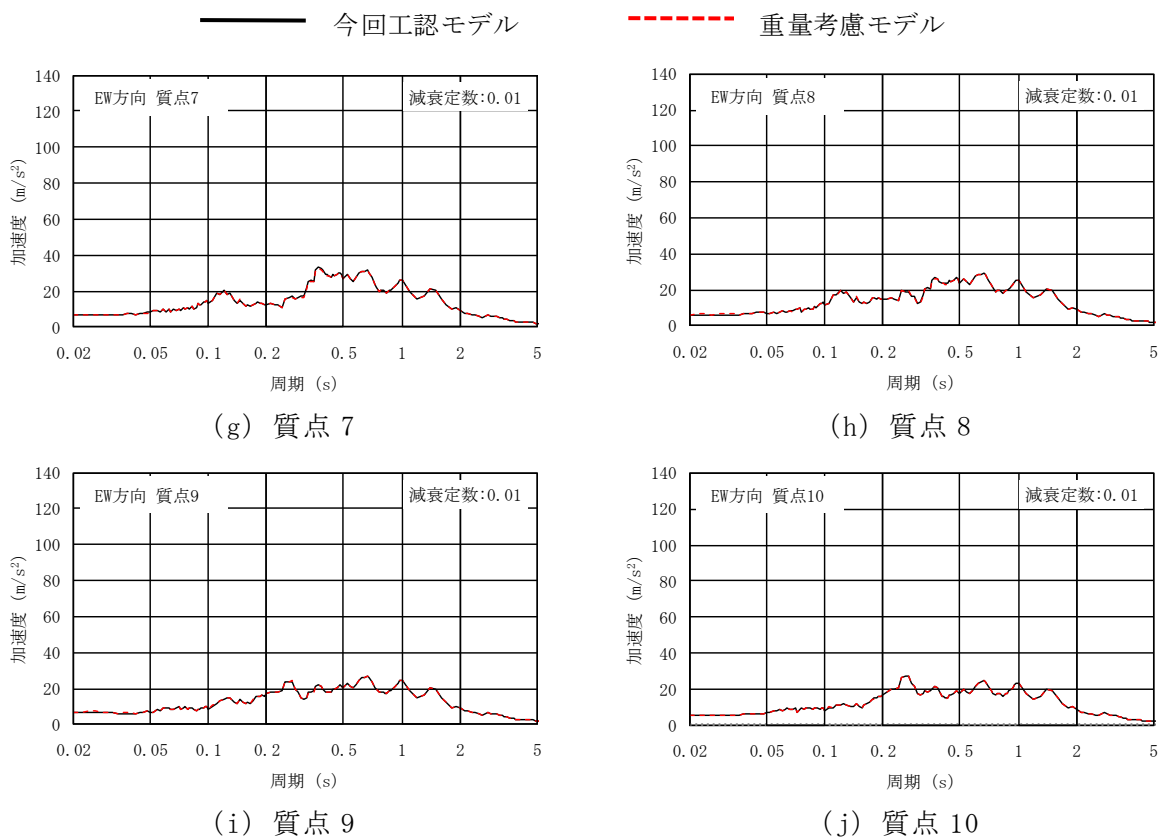 今回工認モデル 重量考慮モデル
140
120
100
80
60
40
20
0
加速度 (m/s²)
EW方向 質点7
減衰定数:0.01
0.02 0.05 0.1 0.2 0.5 1 2 5
周期 (s)
(g) 質点 7
140
120
100
80
60
40
20
0
加速度 (m/s²)
EW方向 質点8
減衰定数:0.01
0.02 0.05 0.1 0.2 0.5 1 2 5
周期 (s)
(h) 質点 8
140
120
100
80
60
40
20
0
加速度 (m/s²)
EW方向 質点9
減衰定数:0.01
0.02 0.05 0.1 0.2 0.5 1 2 5
周期 (s)
(i) 質点 9
140
120
100
80
60
40
20
0
加速度 (m/s²)
EW方向 質点10
減衰定数:0.01
0.02 0.05 0.1 0.2 0.5 1 2 5
周期 (s)
(j) 質点 10